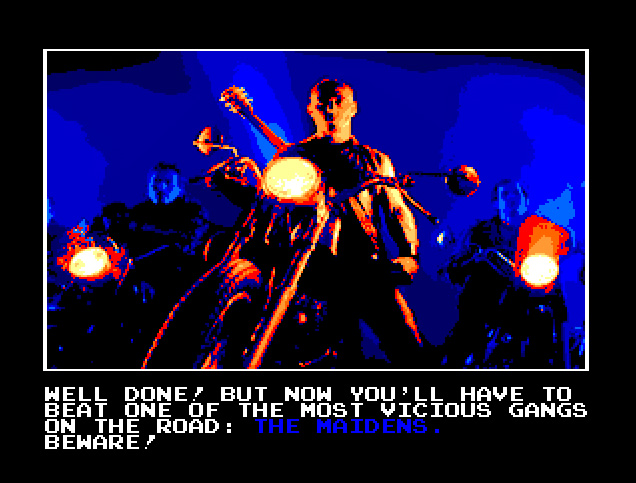 WELL DONE! BUT NOW YOU'LL HAVE TO
BEAT ONE OF THE MOST VICIOUS GANGS
ON THE ROAD: THE MAIDENS.
BEWARE!